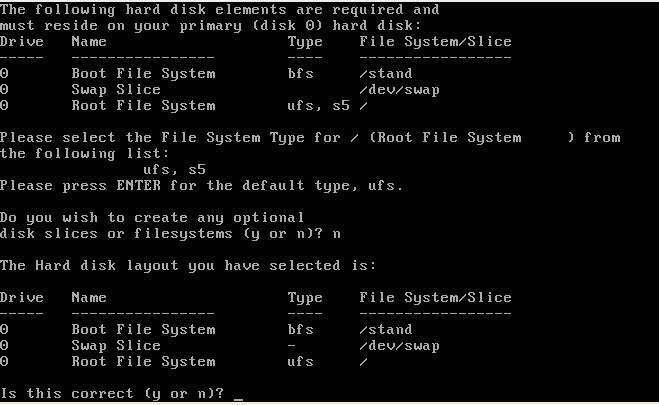 The following hard disk elements are required and
must reside on your primary (disk 0) hard disk:
Drive   Name                    Type    File System/Slice
-----   ----------------        ----    -----------------
0       Boot File System        bfs     /stand
0       Swap Slice                      /dev/swap
0       Root File System        ufs, s5 /
Please select the File System Type for / (Root File System     ) from
the following list:
                ufs, s5
Please press ENTER for the default type, ufs.
Do you wish to create any optional
disk slices or filesystems (y or n)? n
The Hard disk layout you have selected is:
Drive   Name                    Type    File System/Slice
-----   ----------------        ----    -----------------
0       Boot File System        bfs     /stand
0       Swap Slice              -       /dev/swap
0       Root File System        ufs     /
Is this correct (y or n)? _